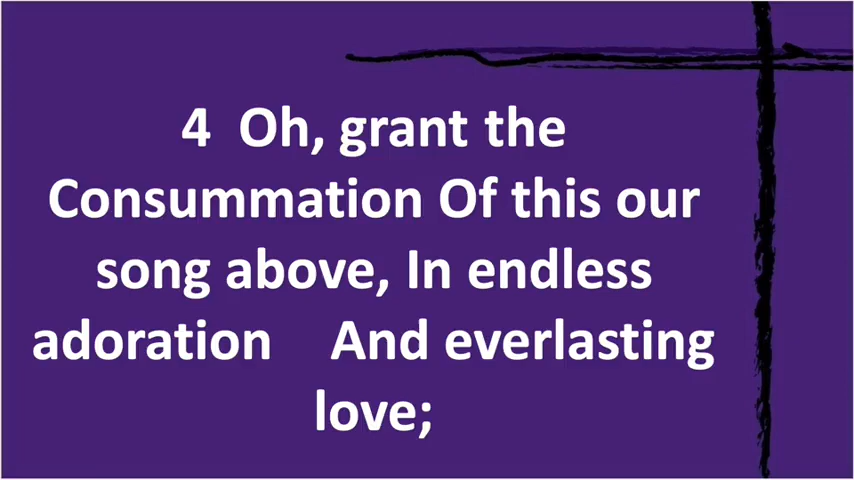 4 Oh, grant the
Consummation Of this our
song above, In endless
adoration And everlasting
love;